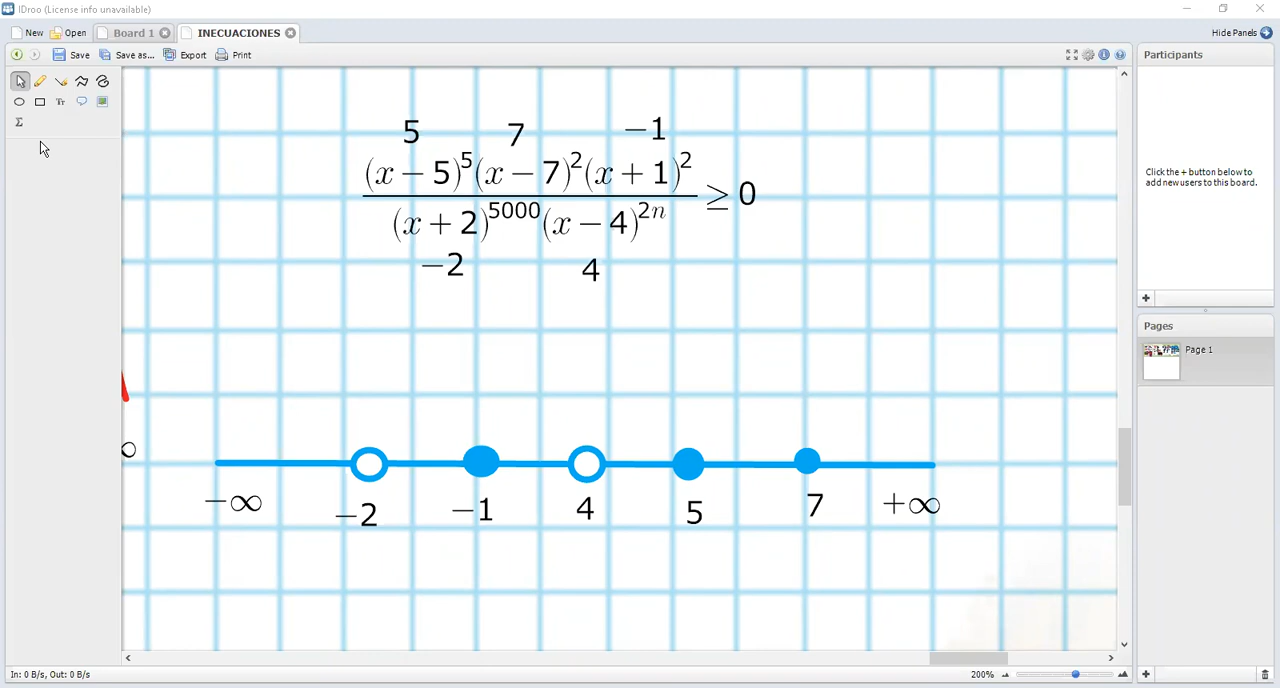 IDroo (License info unavailable)
New Open Board 1 INECUACIONES Hide Panels
Save Save as... Export Print
Participants
Click the + button below to
add new users to this board.
Pages
Page 1
5 7 −1
(x − 5)^5 (x − 7)^2 (x + 1)^2
≥ 0
(x + 2)^5000 (x − 4)^2n
−2 4
∞
−∞ −2 −1 4 5 7 +∞
In: 0 B/s, Out: 0 B/s 200%